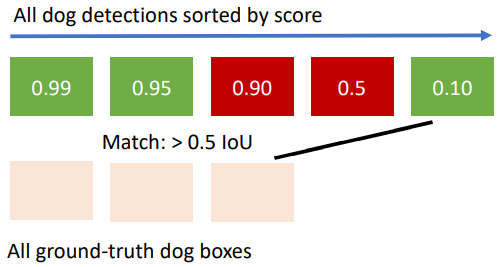 All dog detections sorted by score
0.99 0.95 0.90 0.5 0.10
Match: > 0.5 IoU
All ground-truth dog boxes